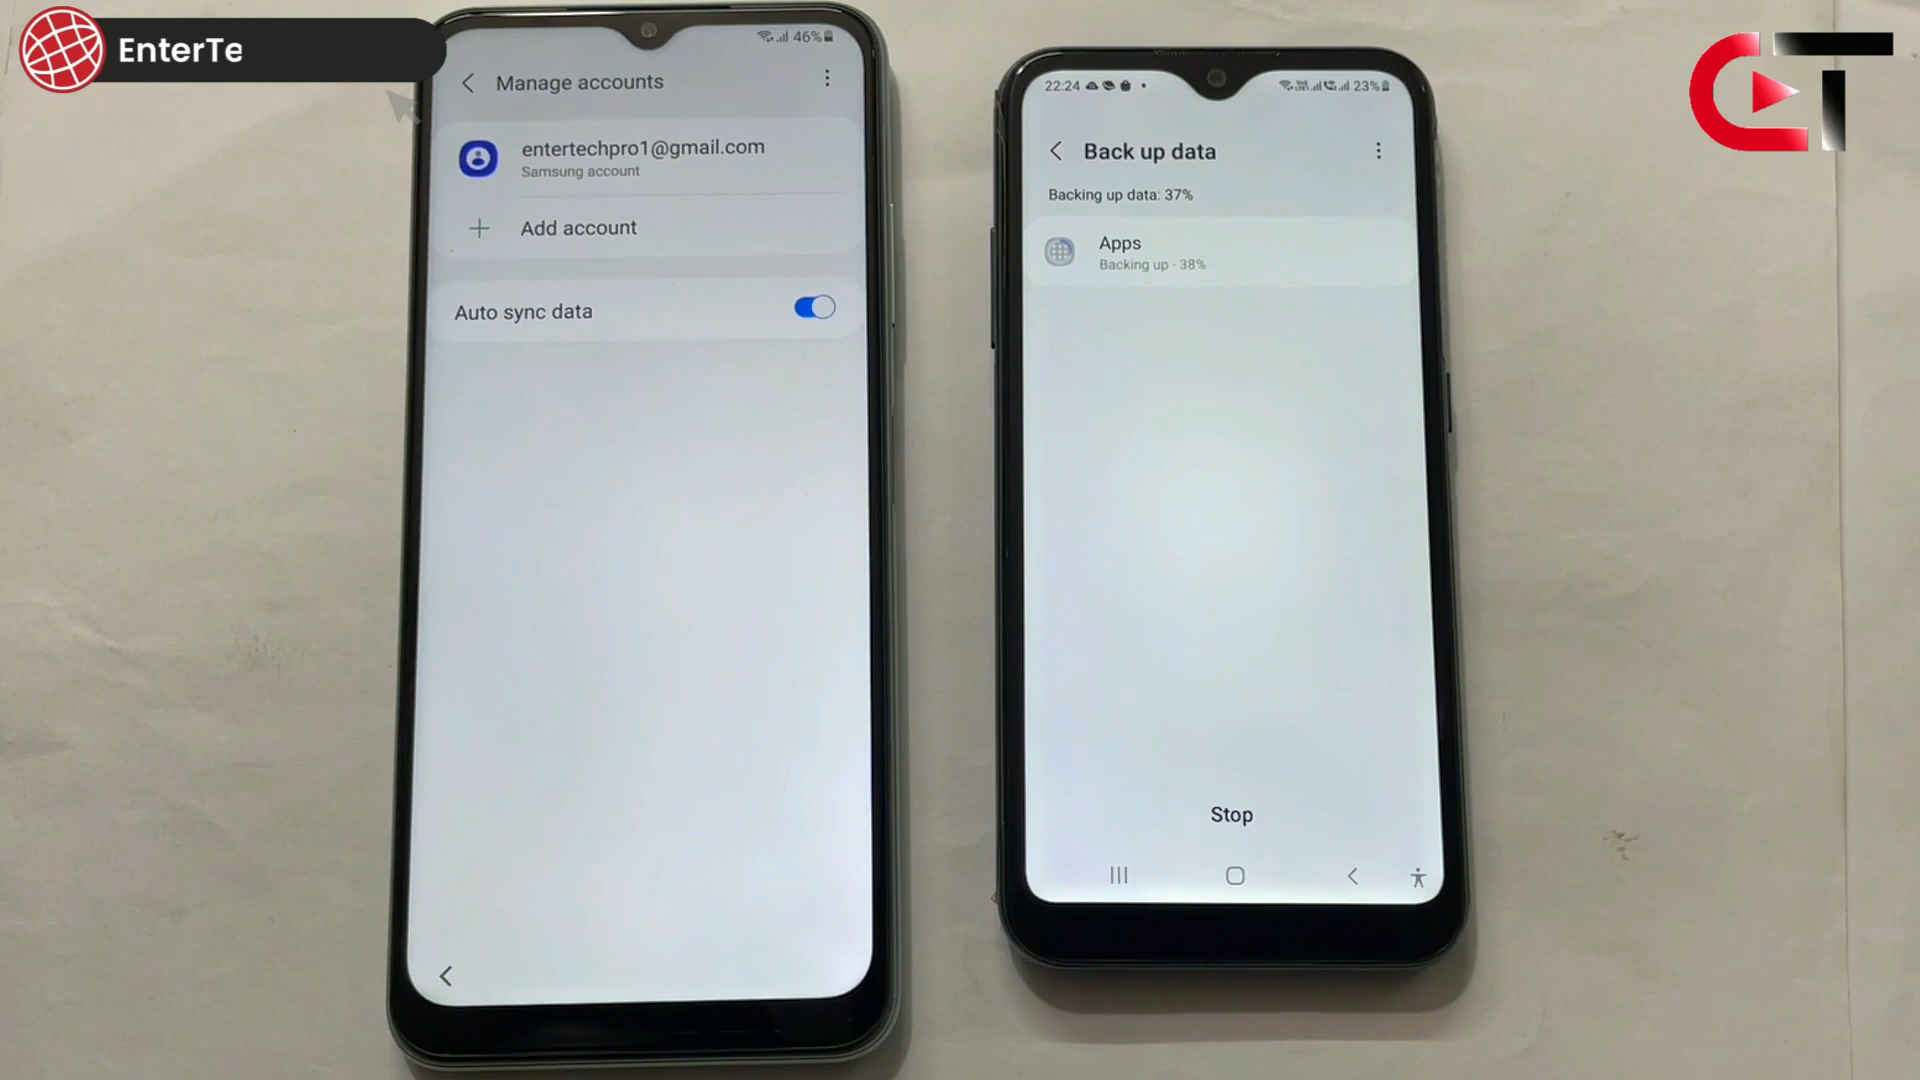 EnterTe
46%
Manage accounts
entertechpro1@gmail.com
Samsung account
Add account
Auto sync data
22:24
23%
Back up data
Backing up data: 37%
Apps
Backing up - 38%
Stop
CT